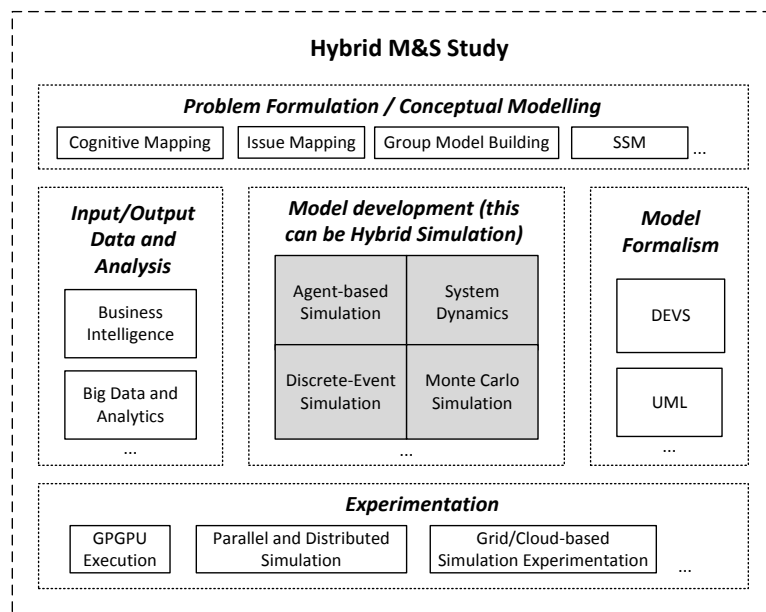 Hybrid M&S Study
Problem Formulation / Conceptual Modelling
Cognitive Mapping
Issue Mapping
Group Model Building
SSM
...
Input/Output
Data and
Analysis
Business
Intelligence
Big Data and
Analytics
...
Model development (this
can be Hybrid Simulation)
Agent-based
Simulation
System
Dynamics
Discrete-Event
Simulation
Monte Carlo
Simulation
...
Model
Formalism
DEVS
UML
...
Experimentation
GPGPU
Execution
Parallel and Distributed
Simulation
Grid/Cloud-based
Simulation Experimentation
...